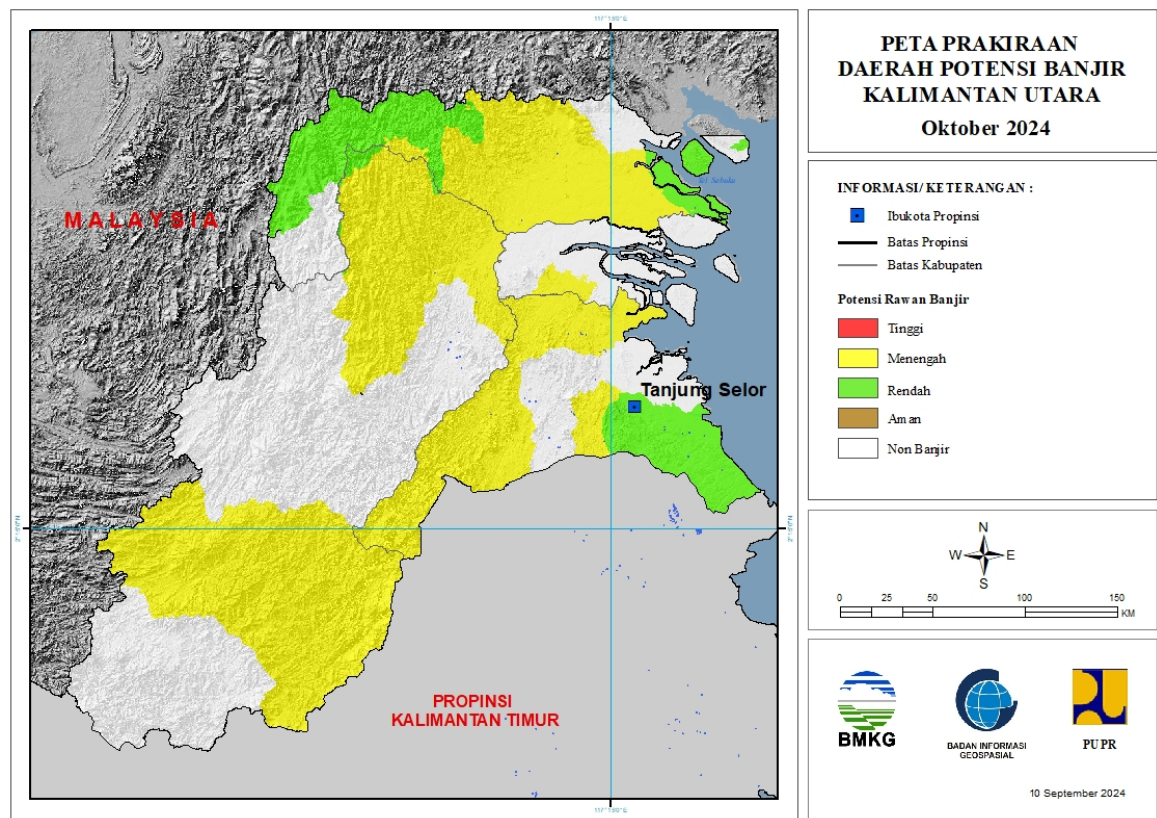 PETA PRAKIRAAN
DAERAH POTENSI BANJIR
KALIMANTAN UTARA
Oktober 2024
INFORMASI/ KETERANGAN :
Ibukota Propinsi
Batas Propinsi
Batas Kabupaten
Potensi Rawan Banjir
Tinggi
Menengah
Rendah
Aman
Non Banjir
N
W E
S
0 25 50 100 150
KM
BMKG
BADAN INFORMASI
GEOSPASIAL
PUPR
10 September 2024
MALAYSIA
Tanjung Selor
PROPINSI
KALIMANTAN TIMUR